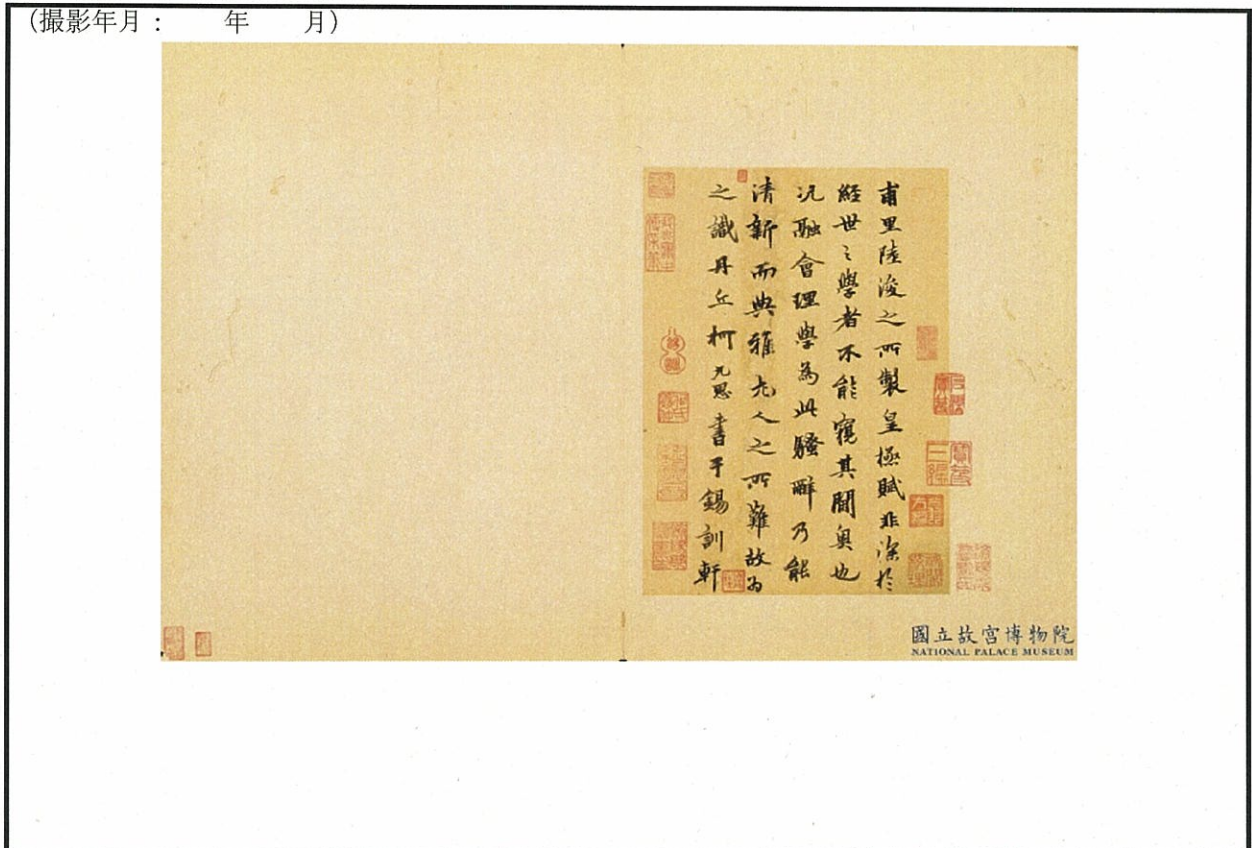 (撮影年月:　　年　　月)
甫里陸浚之所製皇極賦非深於
經世之學者不能窺其閫奧也
況融會理學為此騷辭乃能
清新而典雅尤人之所難故為
之識丹丘柯九思書于錫訓軒
國立故宮博物院
NATIONAL PALACE MUSEUM